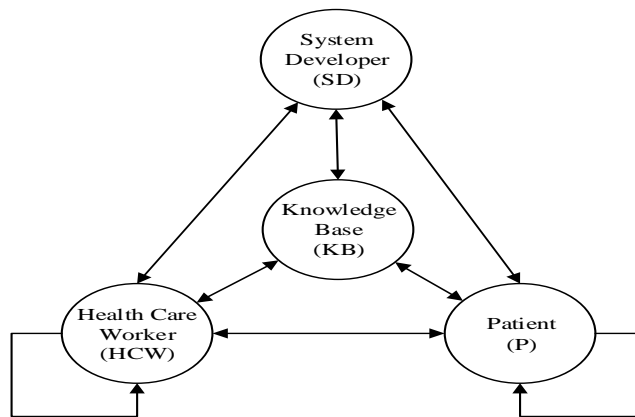 System
Developer
(SD)
Knowledge
Base
(KB)
Health Care
Worker
(HCW)
Patient
(P)